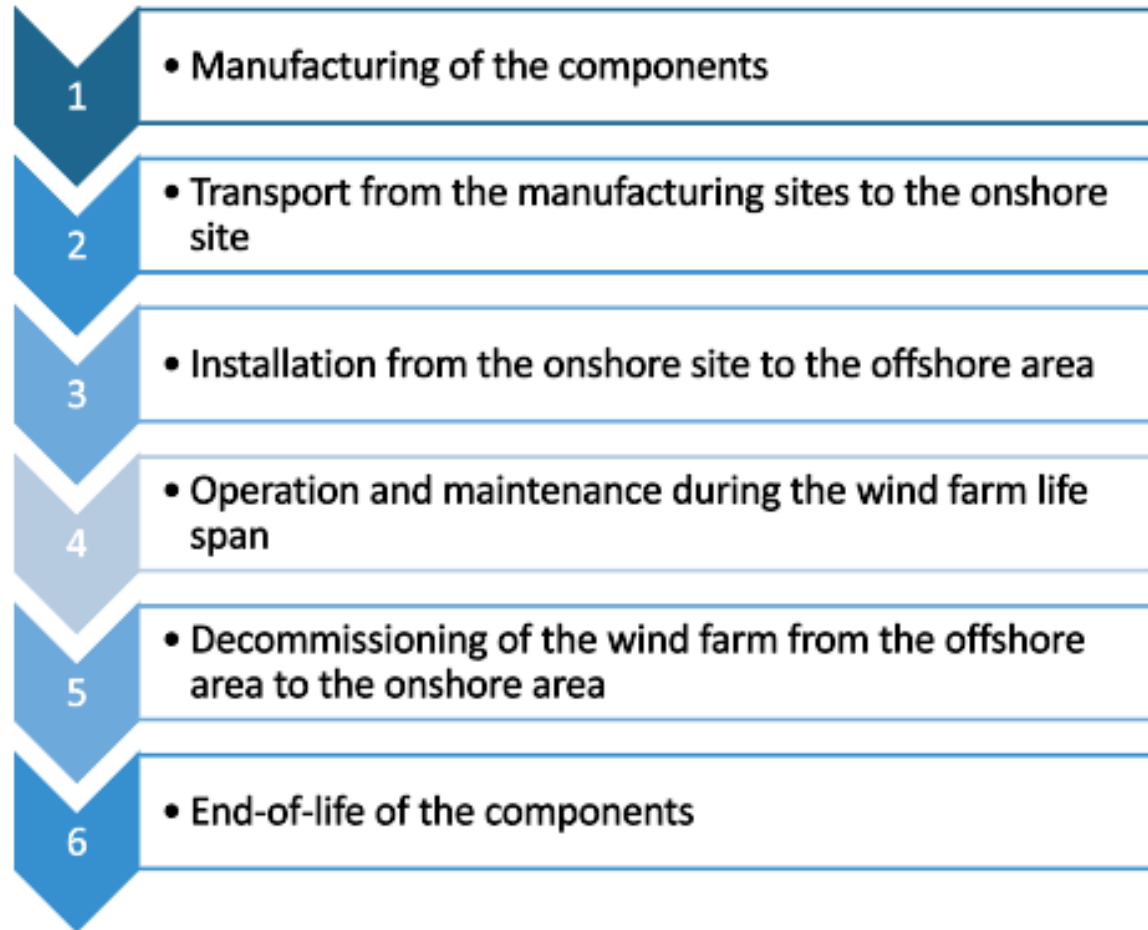 1
• Manufacturing of the components
2
• Transport from the manufacturing sites to the onshore
site
3
• Installation from the onshore site to the offshore area
4
• Operation and maintenance during the wind farm life
span
5
• Decommissioning of the wind farm from the offshore
area to the onshore area
6
• End-of-life of the components